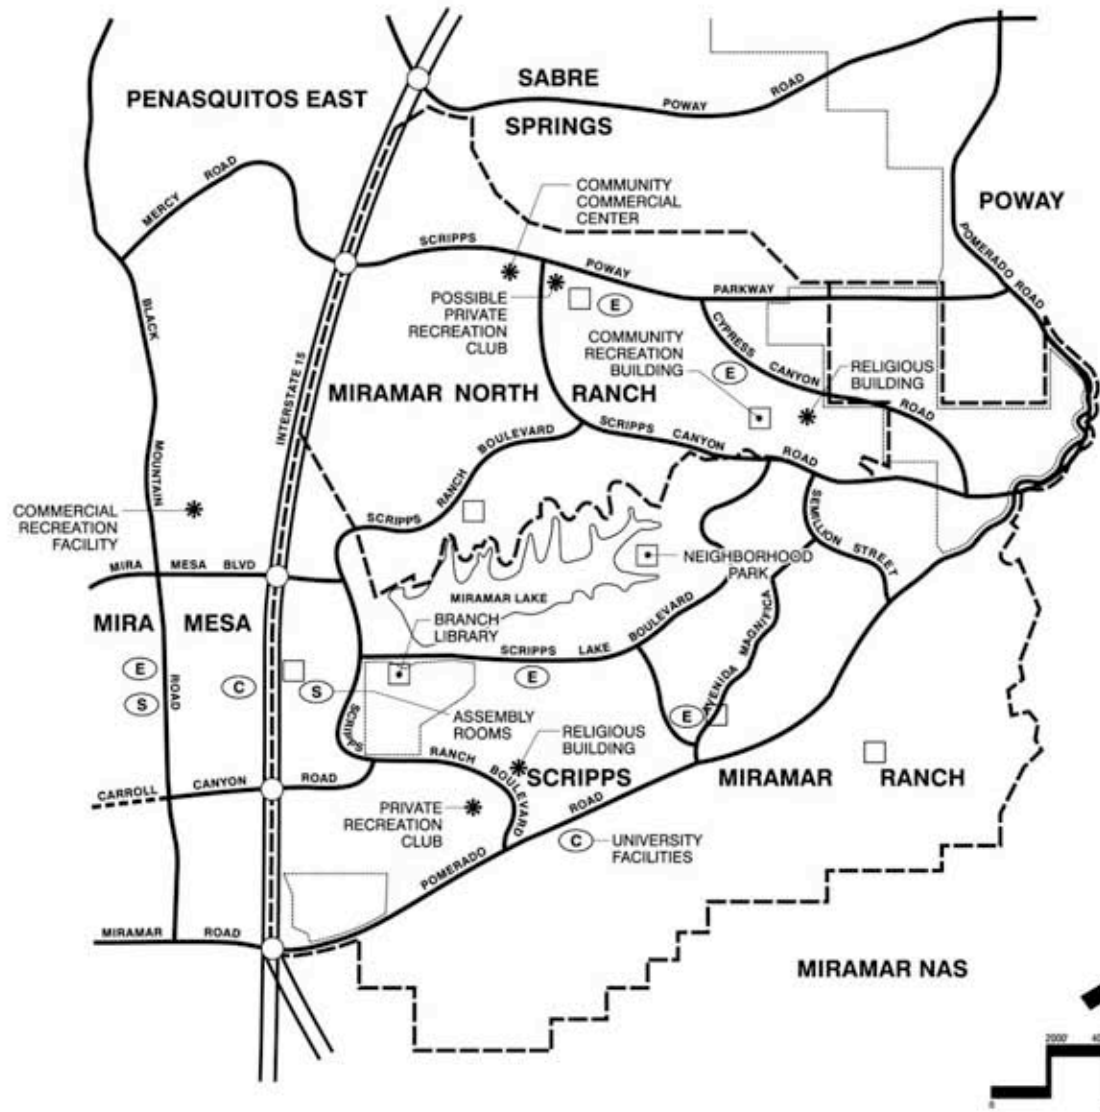 SABRE
SPRINGS
PENASQUITOS EAST
POWAY ROAD
MERCY ROAD
COMMUNITY
COMMERCIAL
CENTER
POWAY
POMERADO ROAD
SCRIPPS POWAY PARKWAY
BLACK MOUNTAIN ROAD
INTERSTATE 15
POSSIBLE
PRIVATE
RECREATION
CLUB
E
COMMUNITY
RECREATION
BUILDING
E
CYPRESS CANYON ROAD
RELIGIOUS
BUILDING
MIRAMAR NORTH RANCH
SCRIPPS RANCH BOULEVARD
SCRIPPS CANYON ROAD
COMMERCIAL
RECREATION
FACILITY
SEMILLION STREET
NEIGHBORHOOD
PARK
MIRA MESA BLVD
MIRAMAR LAKE
MIRA MESA
BRANCH
LIBRARY
SCRIPPS LAKE BOULEVARD
AVENIDA MAGNIFICA
E
S
C
S
E
E
ASSEMBLY
ROOMS
SCRIPPS RANCH BOULEVARD
RELIGIOUS
BUILDING
SCRIPPS MIRAMAR RANCH
CARROLL CANYON ROAD
PRIVATE
RECREATION
CLUB
POMERADO ROAD
C
UNIVERSITY
FACILITIES
MIRAMAR ROAD
MIRAMAR NAS
2000'
0